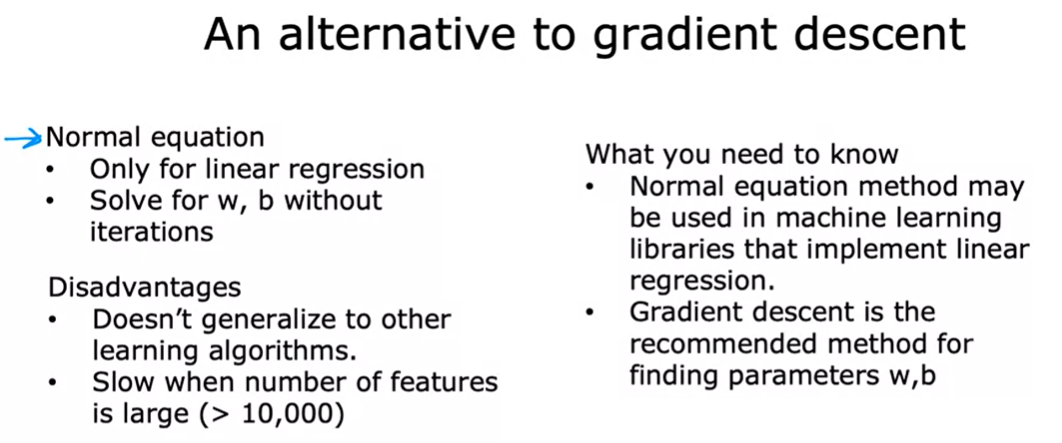 An alternative to gradient descent
Normal equation
• Only for linear regression
• Solve for w, b without
iterations
Disadvantages
• Doesn’t generalize to other
learning algorithms.
• Slow when number of features
is large (> 10,000)
What you need to know
• Normal equation method may
be used in machine learning
libraries that implement linear
regression.
• Gradient descent is the
recommended method for
finding parameters w,b